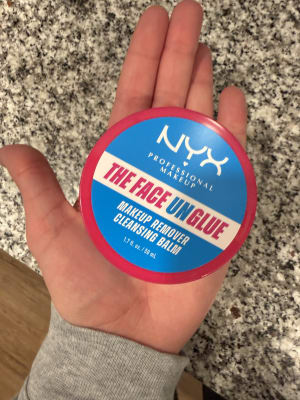 NYX
PROFESSIONAL
MAKEUP
THE FACE UNGLUE
MAKEUP REMOVER
CLEANSING BALM
1.7 fl. oz. / 50 mL